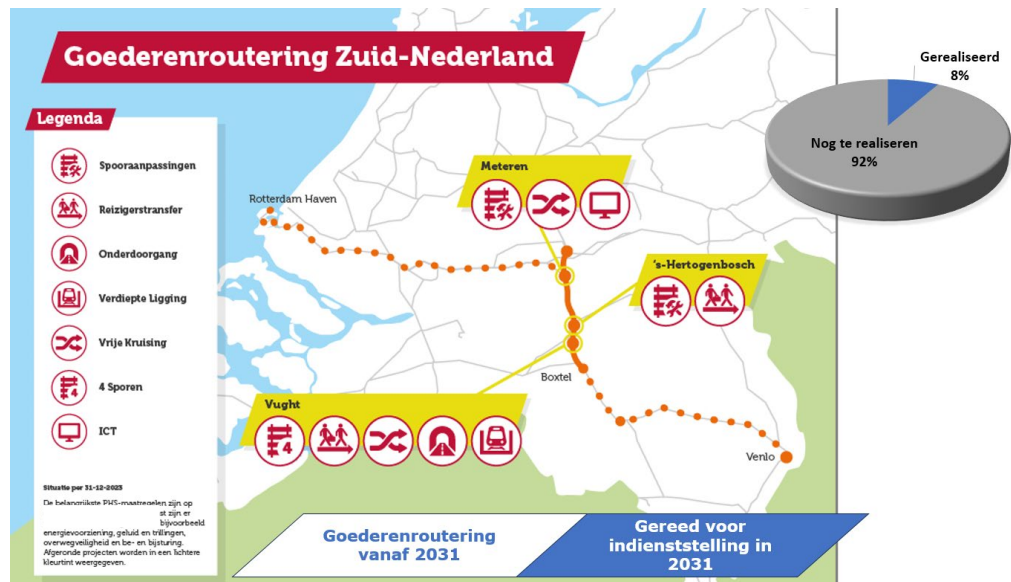 Goederenroutering Zuid-Nederland
Gerealiseerd
8%
Nog te realiseren
92%
Legenda
Spooraanpassingen
Reizigerstransfer
Onderdoorgang
Verdiepte Ligging
Vrije Kruising
4 Sporen
ICT
Meteren
Rotterdam Haven
's-Hertogenbosch
Boxtel
Vught
4
Venlo
4
Situatie per 31-12-2023
De belangrijkste PHS-maatregelen zijn op
st zijn er
bijvoorbeeld
energievoorziening, geluid en trillingen,
overwegveiligheid en be- en bijsturing.
Afgeronde projecten worden in een lichtere
kleurtint weergegeven.
Goederenroutering
vanaf 2031
Gereed voor
indienststelling in
2031